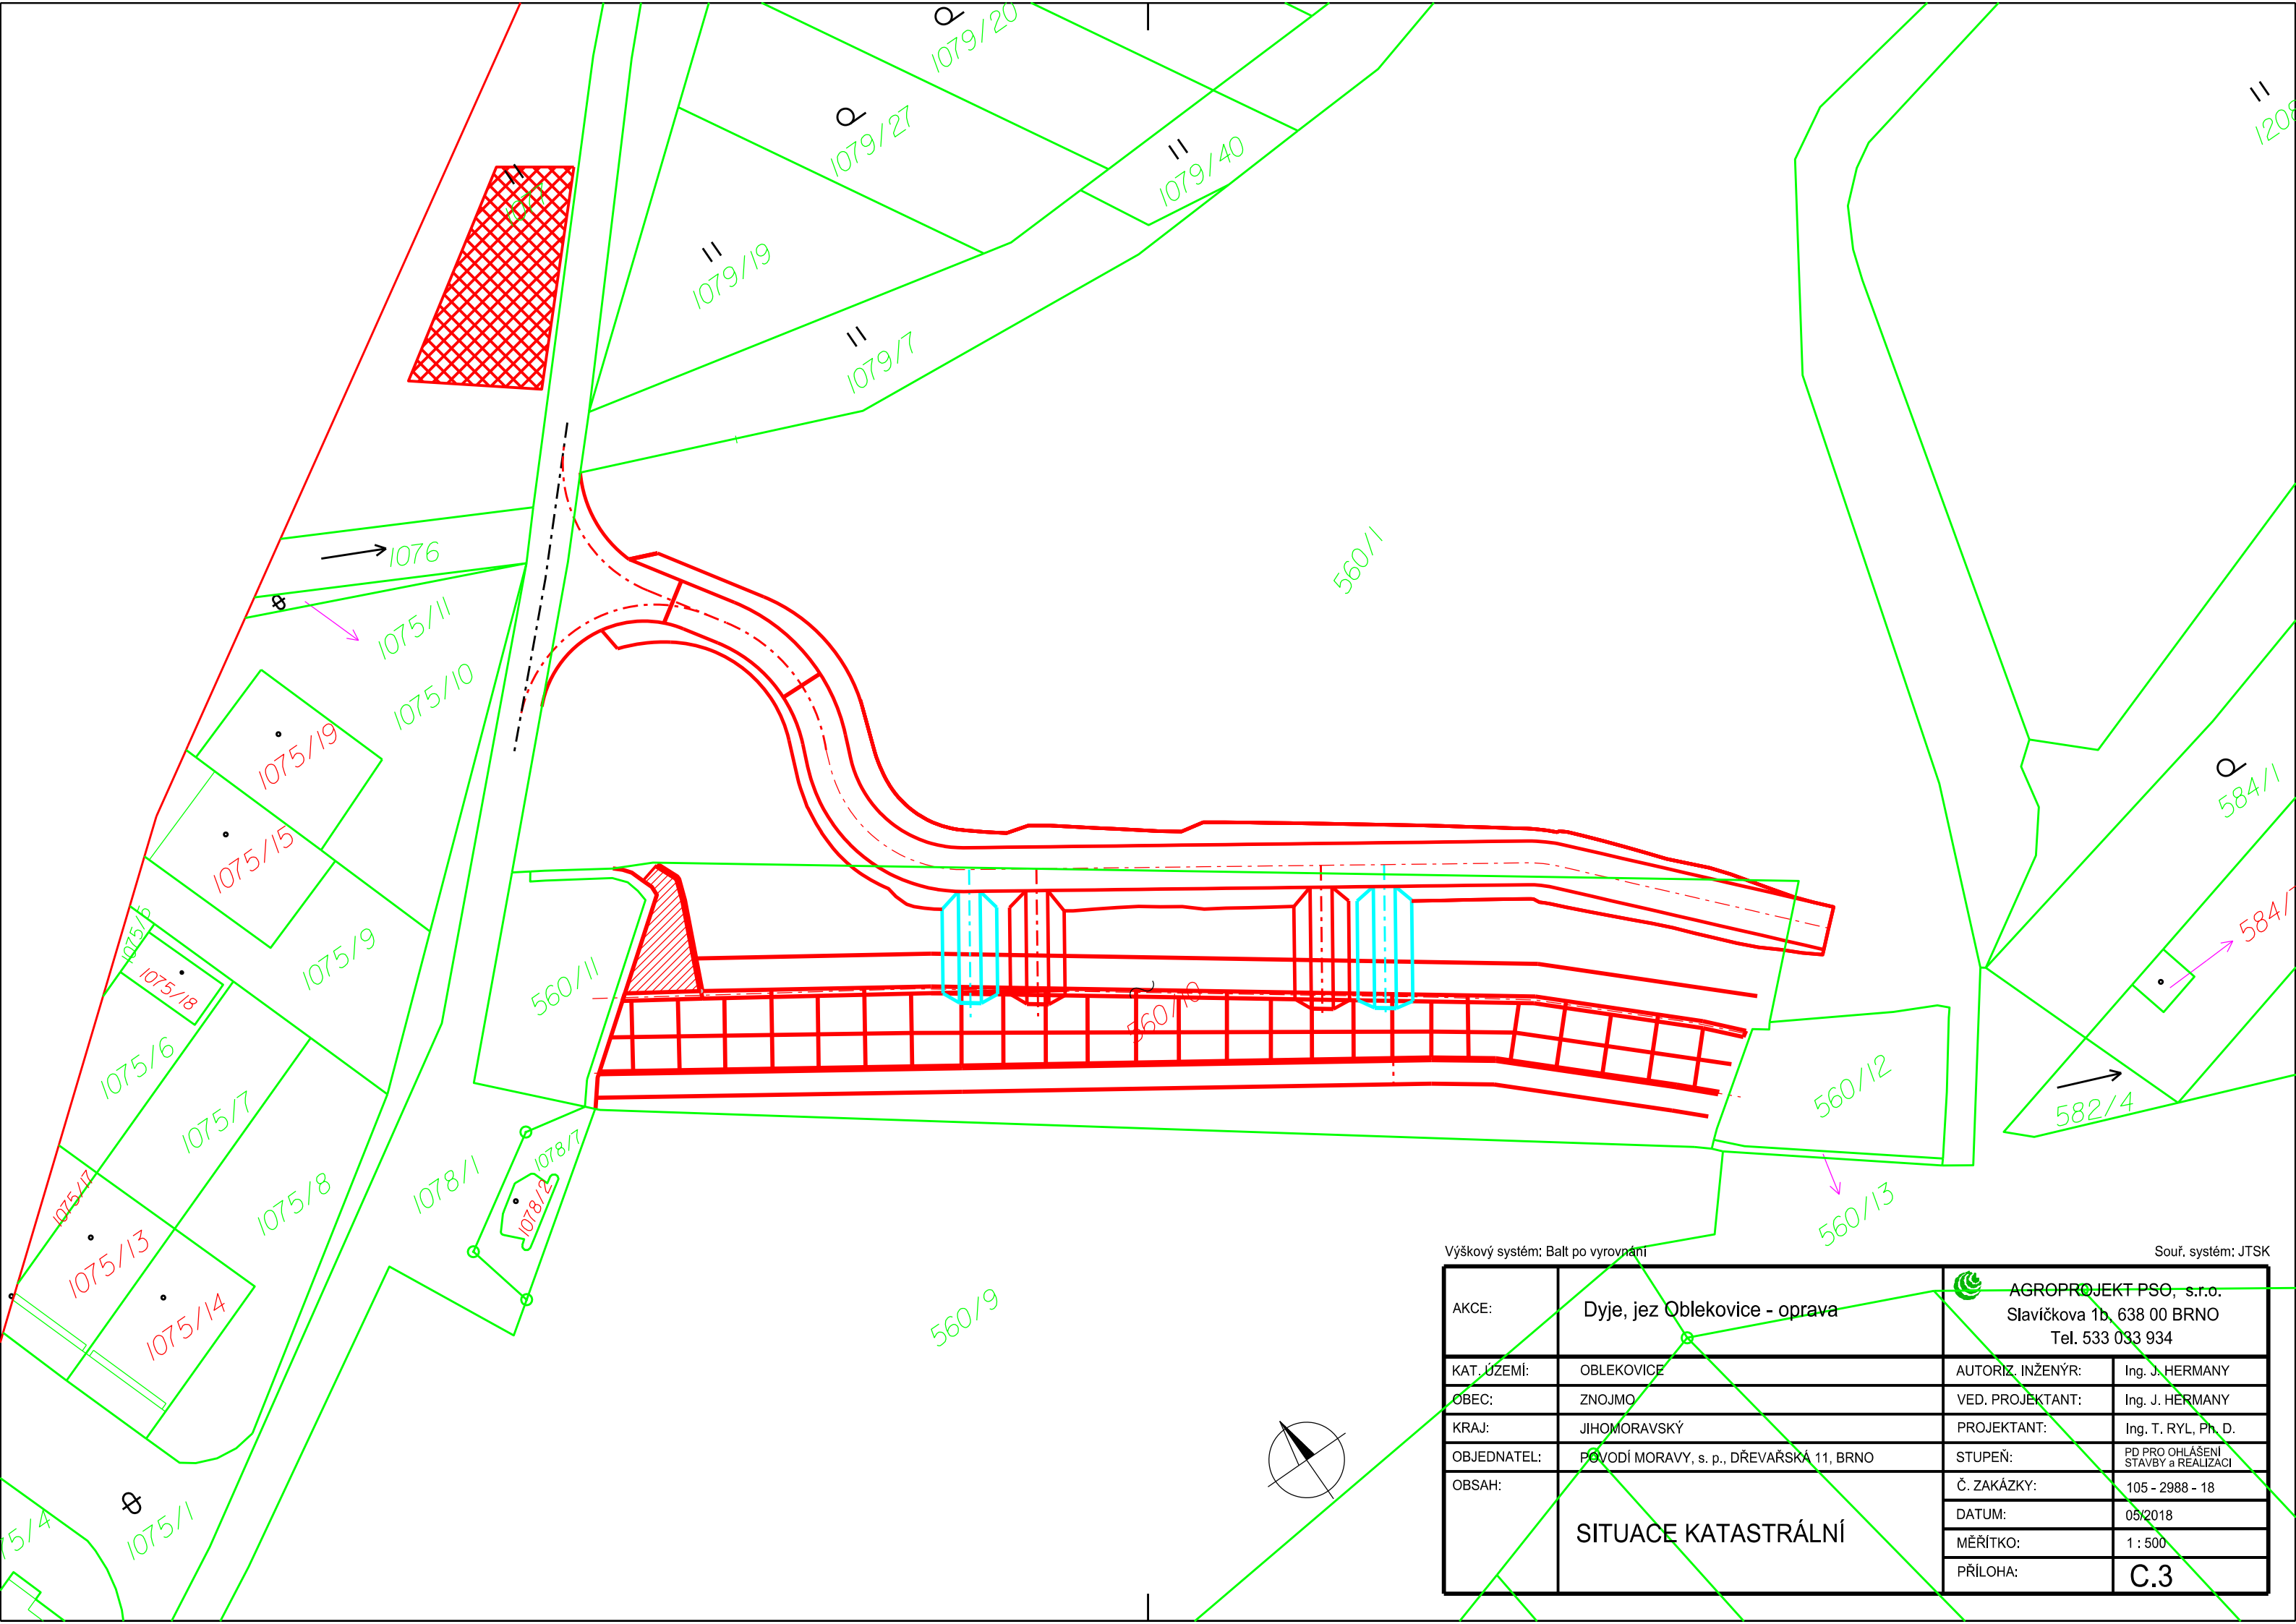 1079/20
1079/27
1079/40
1079/19
1079/7
1077
1076
1075/11
1075/10
1075/19
1075/15
1075/9
1075/18
1075/6
1075/7
1075/8
1075/17
1075/13
1075/14
1075/1
1078/1
1078/7
1078/2
560/1
560/11
560/10
560/12
560/13
560/9
584/1
582/4
Výškový systém: Balt po vyrovnání
Souř. systém: JTSK
AKCE:
Dyje, jez Oblekovice - oprava
AGROPROJEKT PSO, s.r.o.
Slavíčkova 1b, 638 00 BRNO
Tel. 533 033 934
KAT. ÚZEMÍ: OBLEKOVICE
AUTORIZ. INŽENÝR: Ing. J. HERMANY
OBEC: ZNOJMO
VED. PROJEKTANT: Ing. J. HERMANY
KRAJ: JIHOMORAVSKÝ
PROJEKTANT: Ing. T. RYL, Ph. D.
OBJEDNATEL: POVODÍ MORAVY, s. p., DŘEVAŘSKÁ 11, BRNO
STUPEŇ: PD PRO OHLÁŠENÍ
STAVBY a REALIZACI
OBSAH:
SITUACE KATASTRÁLNÍ
Č. ZAKÁZKY: 105 - 2988 - 18
DATUM: 05/2018
MĚŘÍTKO: 1 : 500
PŘÍLOHA: C.3